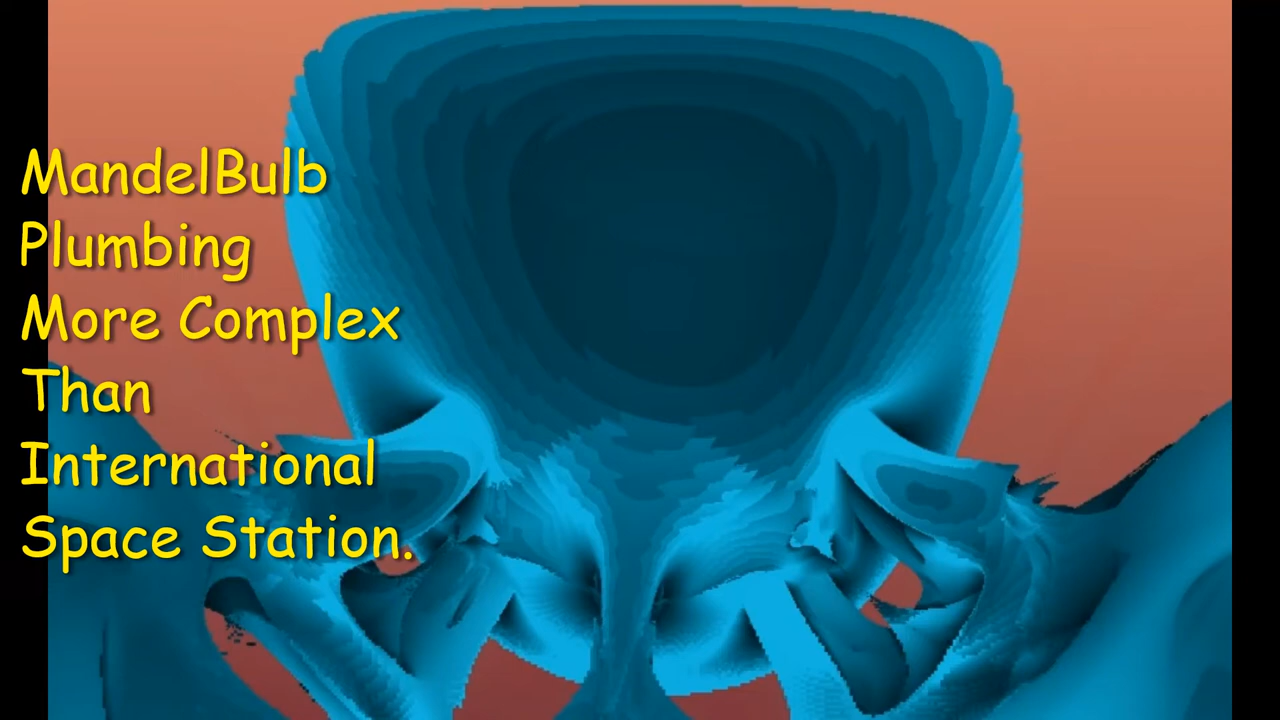 MandelBulb
Plumbing
More Complex
Than
International
Space Station.